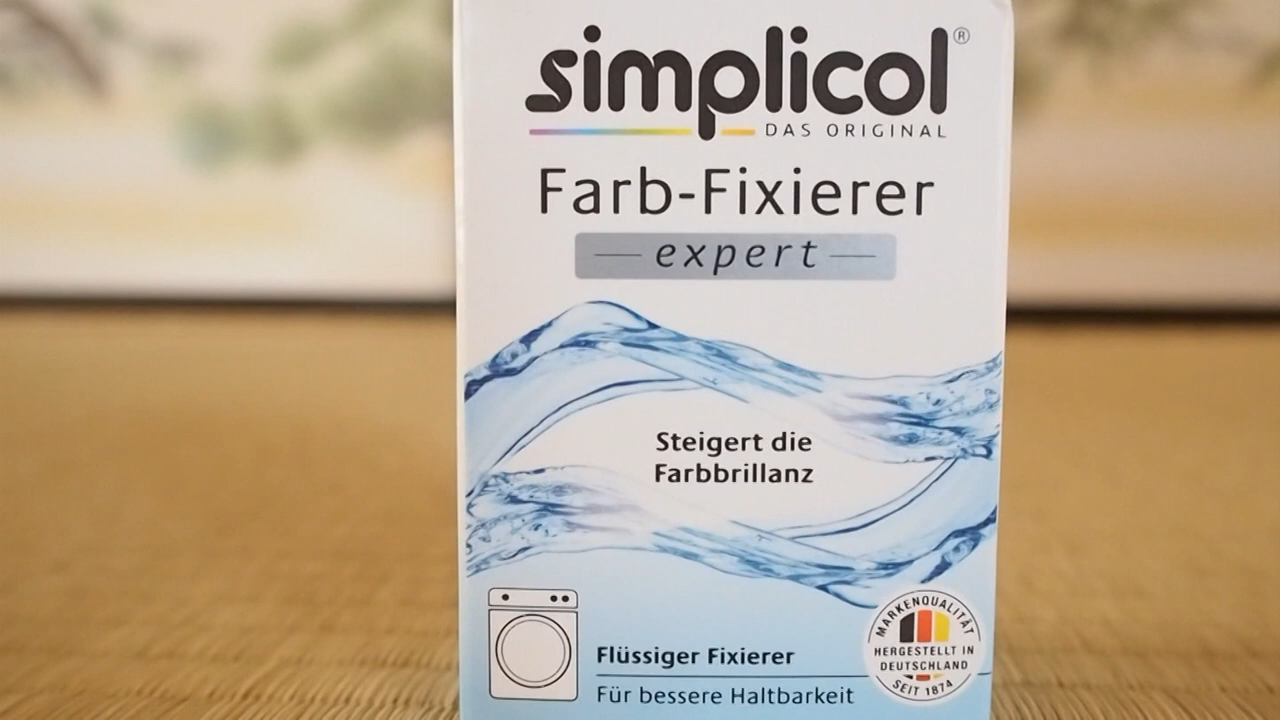 simplicol®
DAS ORIGINAL
Farb-Fixierer
expert
Steigert die
Farbbrillanz
Flüssiger Fixierer
Für bessere Haltbarkeit
MARKENQUALITÄT
HERGESTELLT IN
DEUTSCHLAND
SEIT 1874